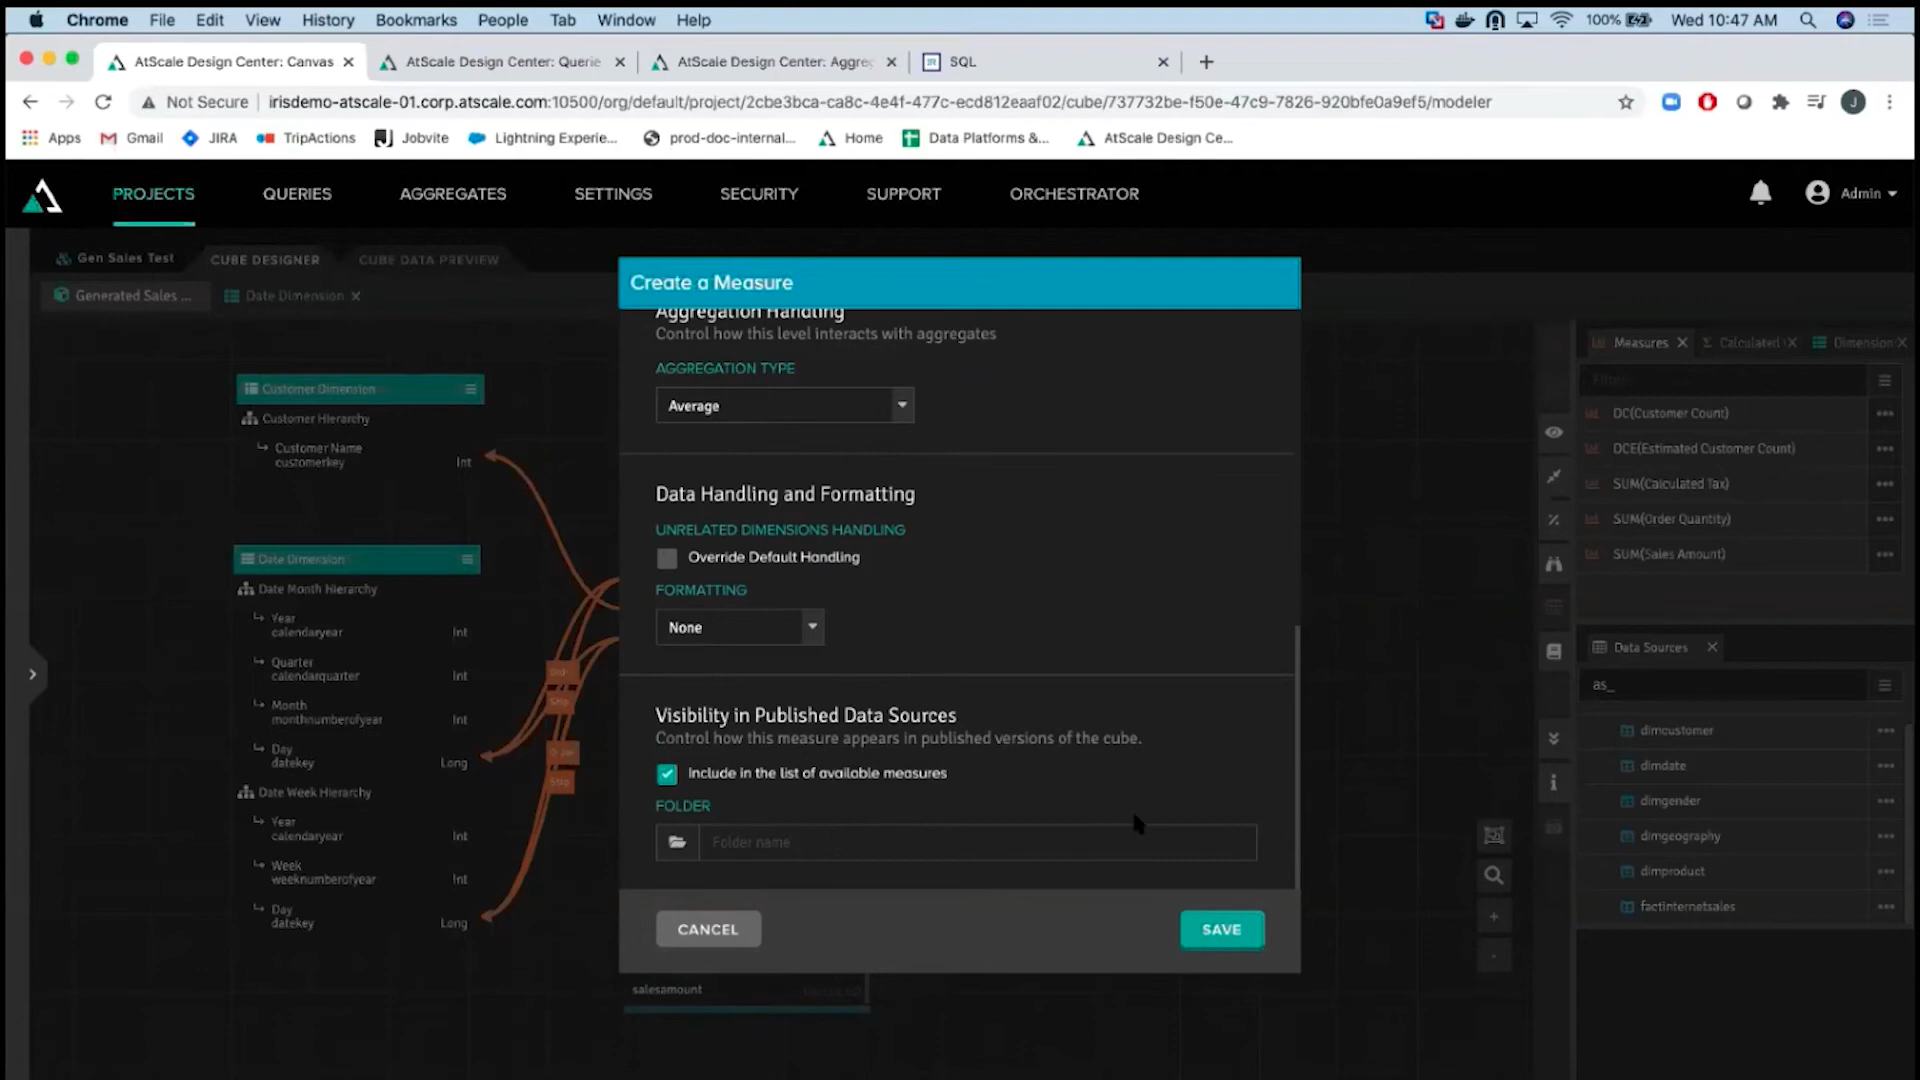 Chrome File Edit View History Bookmarks People Tab Window Help 100% Wed 10:47 AM
AtScale Design Center: Canvas AtScale Design Center: Querie AtScale Design Center: Aggre SQL
Not Secure irisdemo-atscale-01.corp.atscale.com:10500/org/default/project/2cbe3bca-ca8c-4e4f-477c-ecd812eaaf02/cube/737732be-f50e-47c9-7826-920bfe0a9ef5/modeler
Apps Gmail JIRA TripActions Jobvite Lightning Experie... prod-doc-internal... Home Data Platforms &... AtScale Design Ce...
PROJECTS QUERIES AGGREGATES SETTINGS SECURITY SUPPORT ORCHESTRATOR Admin
Gen Sales Test CUBE DESIGNER CUBE DATA PREVIEW
Generated Sales ... Date Dimension
Customer Dimension
Customer Hierarchy
Customer Name
customerkey Int
Date Dimension
Date Month Hierarchy
Year
calendaryear Int
Quarter
calendarquarter Int
Month
monthnumberofyear Int
Day
datekey Long
Date Week Hierarchy
Year
calendaryear Int
Week
weeknumberofyear Int
Day
datekey Long
Create a Measure
Aggregation Handling
Control how this level interacts with aggregates
AGGREGATION TYPE
Average
Data Handling and Formatting
UNRELATED DIMENSIONS HANDLING
Override Default Handling
FORMATTING
None
Visibility in Published Data Sources
Control how this measure appears in published versions of the cube.
Include in the list of available measures
FOLDER
Folder name
CANCEL SAVE
salesamount
Measures Calculated Dimension
Filter
DC(Customer Count)
DCE(Estimated Customer Count)
SUM(Calculated Tax)
SUM(Order Quantity)
SUM(Sales Amount)
Data Sources
as_
dimcustomer
dimdate
dimgender
dimgeography
dimproduct
factinternetsales